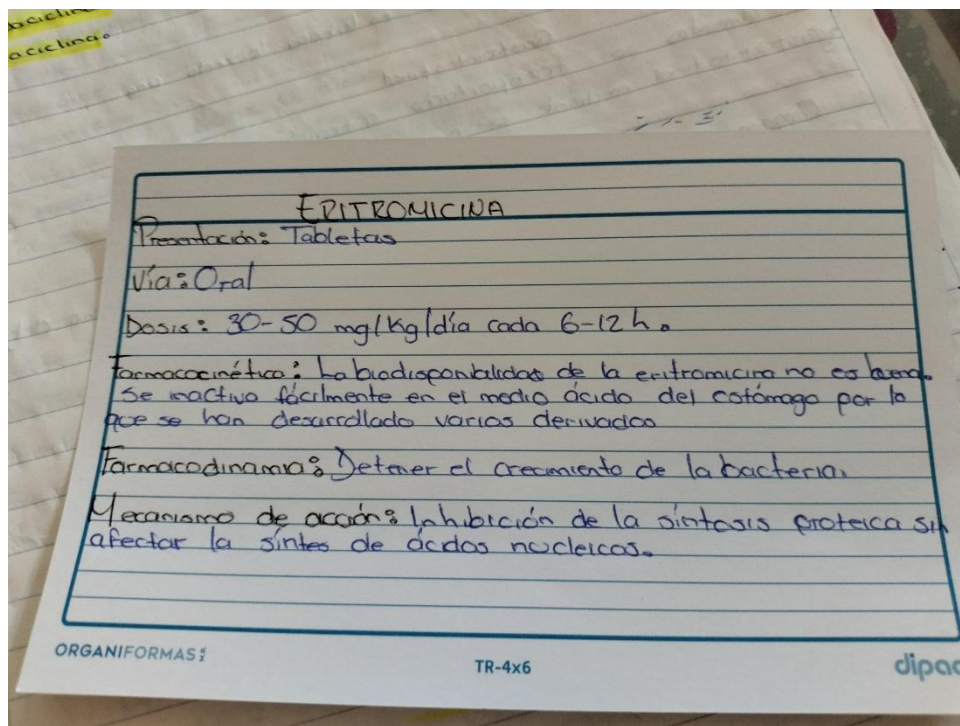 aciclina.
ERITROMICINA
Presentación: Tabletas
Vía: Oral
Dosis: 30-50 mg/Kg/día cada 6-12 h.
Farmacocinética: La biodisponibilidad de la eritromicina no es buena.
Se inactiva fácilmente en el medio ácido del estómago por lo
que se han desarrollado varios derivados
Farmacodinamia: Detener el crecimiento de la bacteria.
Mecanismo de acción: Inhibición de la síntesis proteica sin
afectar la síntes de ácidos nucleicos.
ORGANIFORMAS
TR-4x6
dipac